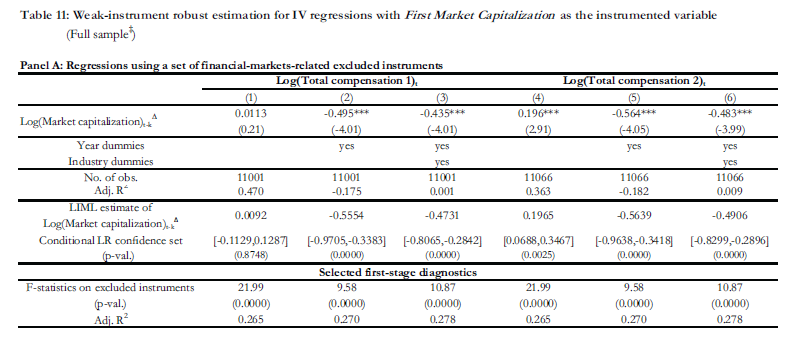 Table 11: Weak-instrument robust estimation for IV regressions with First Market Capitalization as the instrumented variable
(Full sample‡)
Panel A: Regressions using a set of financial-markets-related excluded instruments
Log(Total compensation 1)t Log(Total compensation 2)t
(1) (2) (3) (4) (5) (6)
Log(Market capitalization)t-kΔ 0.0113 -0.495*** -0.435*** 0.196*** -0.564*** -0.483***
(0.21) (-4.01) (-4.01) (2.91) (-4.05) (-3.99)
Year dummies yes yes yes yes
Industry dummies yes yes
No. of obs. 11001 11001 11001 11066 11066 11066
Adj. R2 0.470 -0.175 0.001 0.363 -0.182 0.009
LIML estimate of
Log(Market capitalization)t-kΔ 0.0092 -0.5554 -0.4731 0.1965 -0.5639 -0.4906
Conditional LR confidence set [-0.1129,0.1287] [-0.9705,-0.3383] [-0.8065,-0.2842] [0.0688,0.3467] [-0.9638,-0.3418] [-0.8299,-0.2896]
(p-val.) (0.8748) (0.0000) (0.0000) (0.0025) (0.0000) (0.0000)
Selected first-stage diagnostics
F-statistics on excluded instruments 21.99 9.58 10.87 21.99 9.58 10.87
(p-val.) (0.0000) (0.0000) (0.0000) (0.0000) (0.0000) (0.0000)
Adj. R2 0.265 0.270 0.278 0.265 0.270 0.278